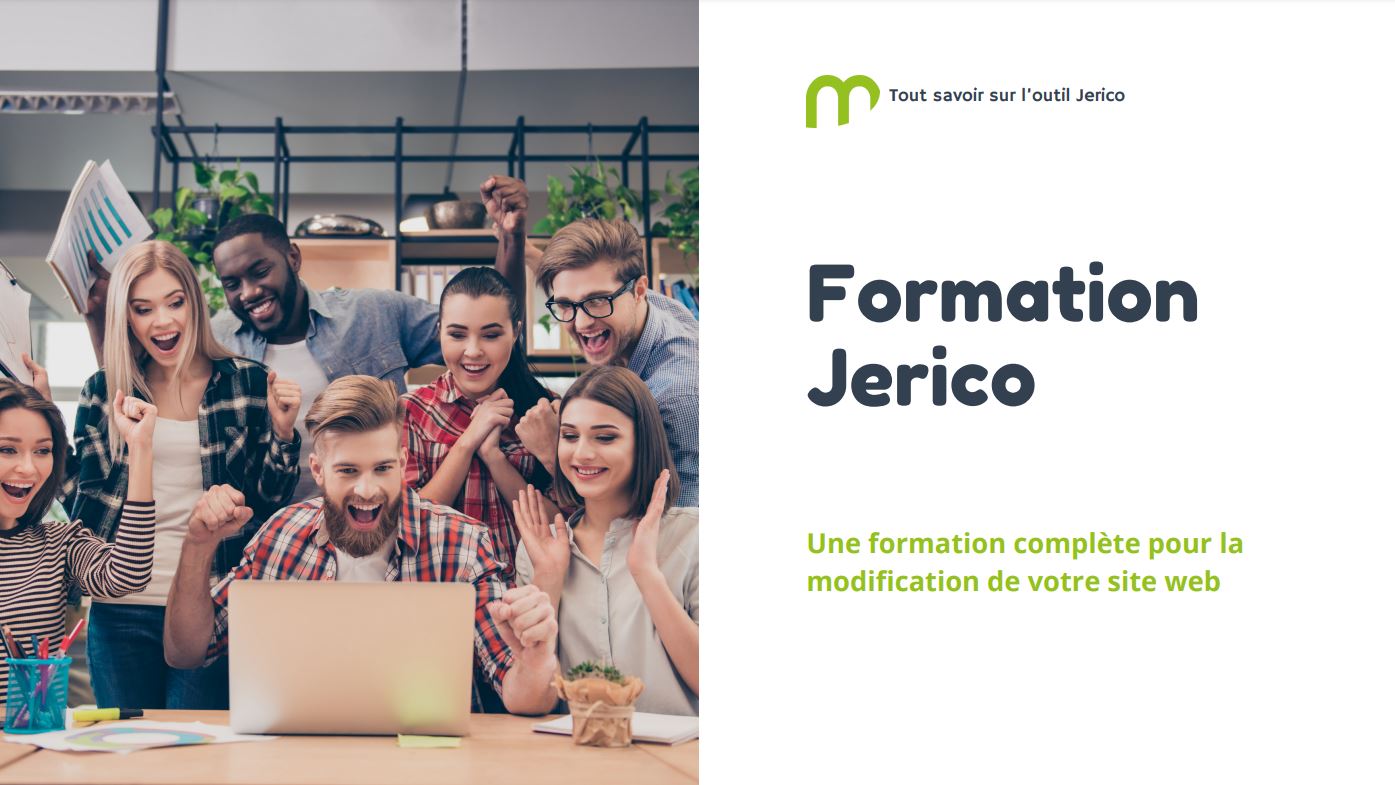 Tout savoir sur l'outil Jerico
Formation
Jerico
Une formation complète pour la
modification de votre site web